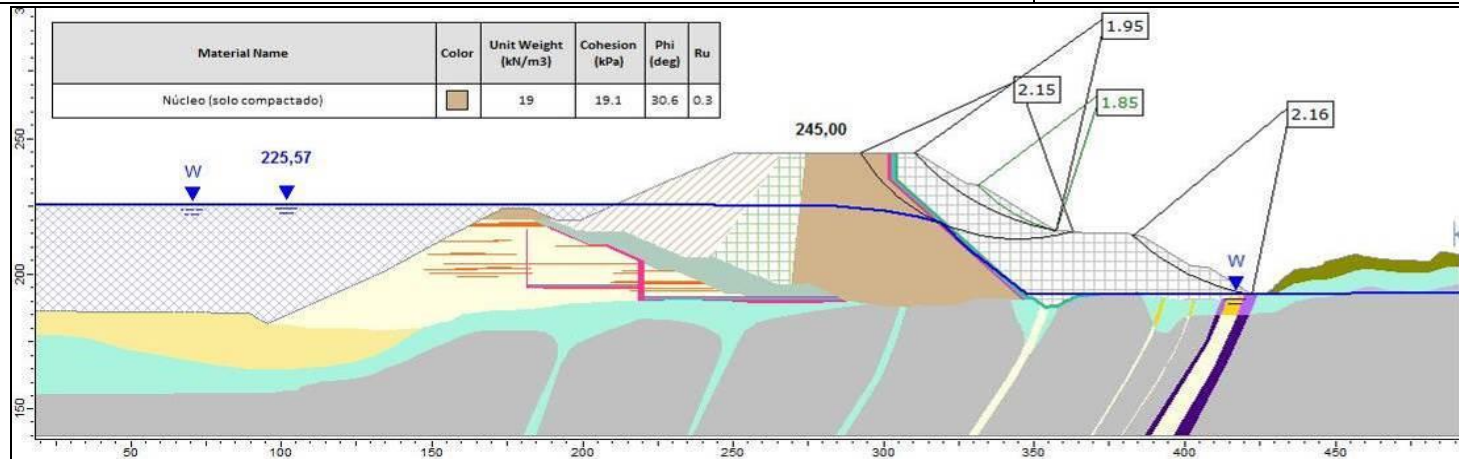 Material Name Color Unit Weight (kN/m3) Cohesion (kPa) Phi (deg) Ru
Núcleo (solo compactado) 19 19.1 30.6 0.3
1.95
2.15
1.85
2.16
245,00
225,57
W
W
250
200
150
50 100 150 200 250 300 350 400 450